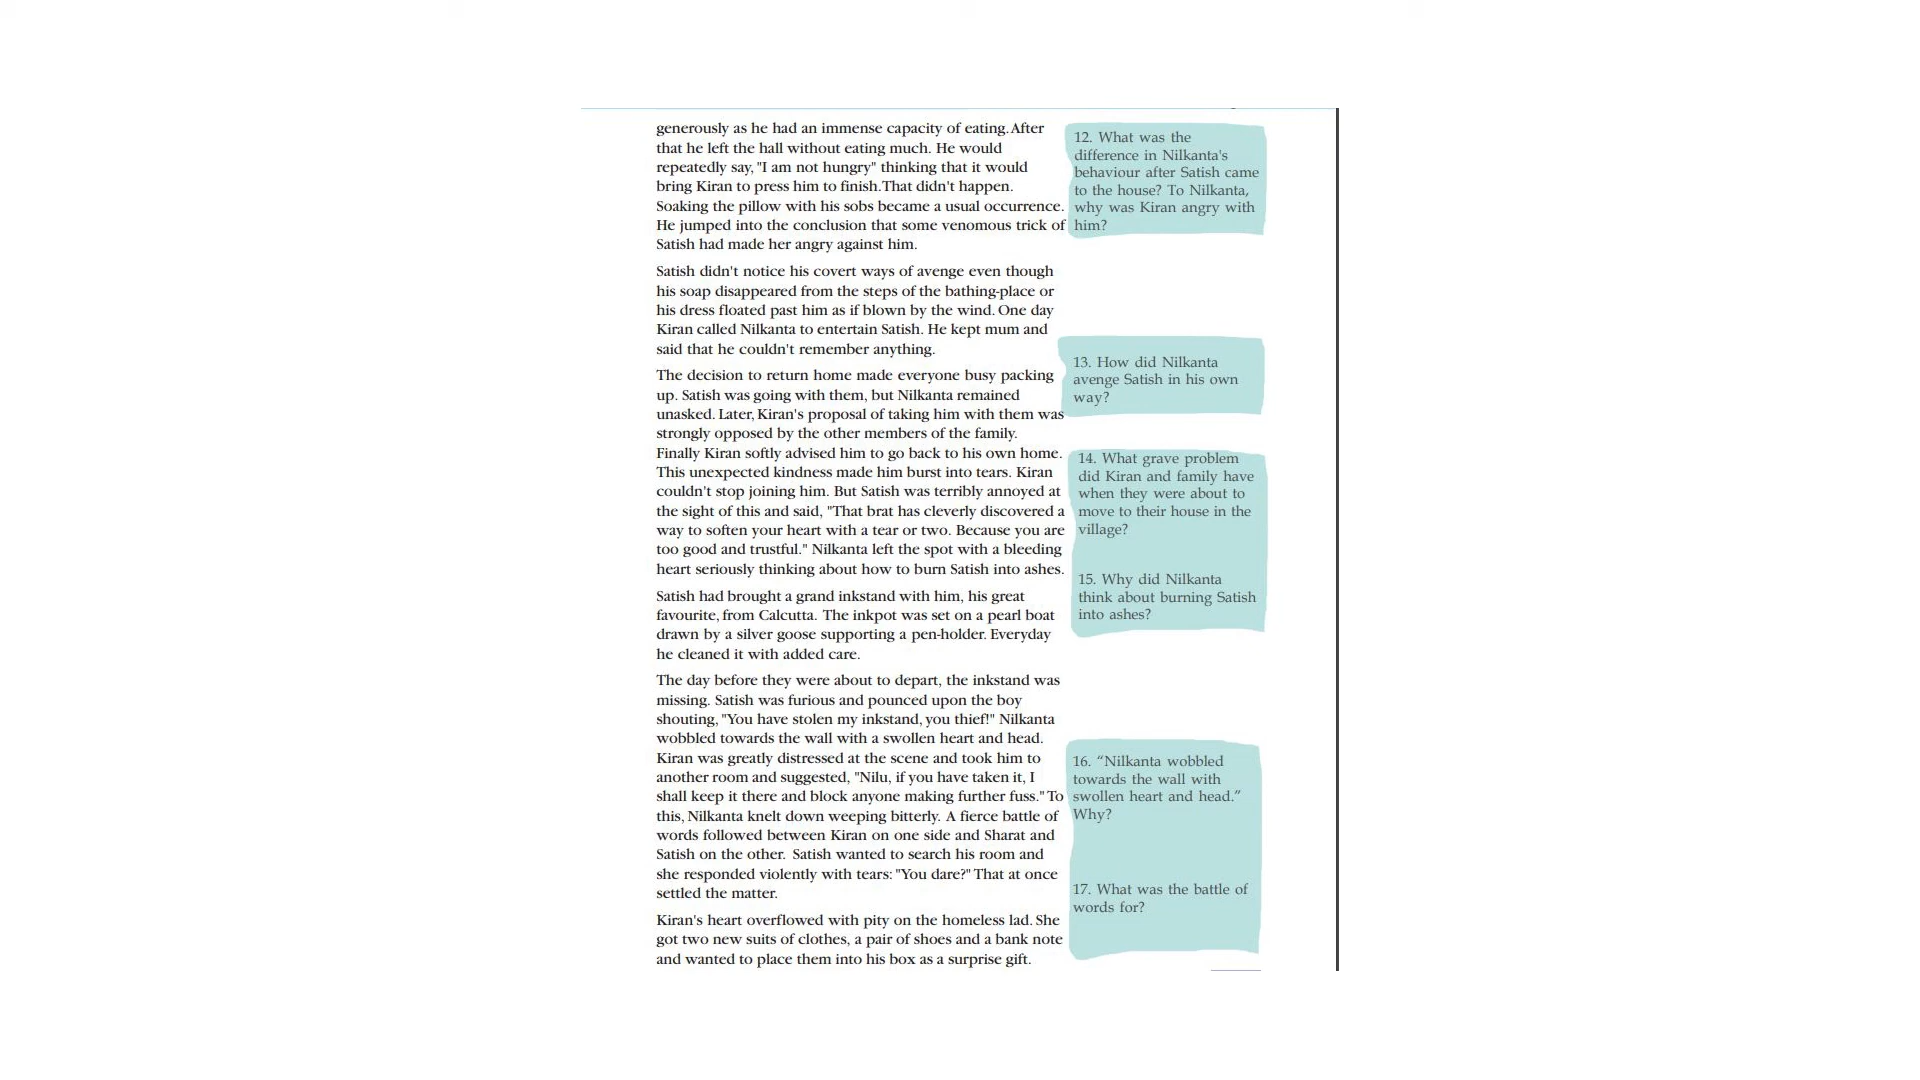 generously as he had an immense capacity of eating. After
that he left the hall without eating much. He would
repeatedly say, "I am not hungry" thinking that it would
bring Kiran to press him to finish. That didn't happen.
Soaking the pillow with his sobs became a usual occurrence.
He jumped into the conclusion that some venomous trick of
Satish had made her angry against him.
12. What was the
difference in Nilkanta's
behaviour after Satish came
to the house? To Nilkanta,
why was Kiran angry with
him?
Satish didn't notice his covert ways of avenge even though
his soap disappeared from the steps of the bathing-place or
his dress floated past him as if blown by the wind. One day
Kiran called Nilkanta to entertain Satish. He kept mum and
said that he couldn't remember anything.
13. How did Nilkanta
avenge Satish in his own
way?
The decision to return home made everyone busy packing
up. Satish was going with them, but Nilkanta remained
unasked. Later, Kiran's proposal of taking him with them was
strongly opposed by the other members of the family.
Finally Kiran softly advised him to go back to his own home.
This unexpected kindness made him burst into tears. Kiran
couldn't stop joining him. But Satish was terribly annoyed at
the sight of this and said, "That brat has cleverly discovered a
way to soften your heart with a tear or two. Because you are
too good and trustful." Nilkanta left the spot with a bleeding
heart seriously thinking about how to burn Satish into ashes.
14. What grave problem
did Kiran and family have
when they were about to
move to their house in the
village?
15. Why did Nilkanta
think about burning Satish
into ashes?
Satish had brought a grand inkstand with him, his great
favourite, from Calcutta. The inkpot was set on a pearl boat
drawn by a silver goose supporting a pen-holder. Everyday
he cleaned it with added care.
The day before they were about to depart, the inkstand was
missing. Satish was furious and pounced upon the boy
shouting, "You have stolen my inkstand, you thief!" Nilkanta
wobbled towards the wall with a swollen heart and head.
Kiran was greatly distressed at the scene and took him to
another room and suggested, "Nilu, if you have taken it, I
shall keep it there and block anyone making further fuss." To
this, Nilkanta knelt down weeping bitterly. A fierce battle of
words followed between Kiran on one side and Sharat and
Satish on the other. Satish wanted to search his room and
she responded violently with tears: "You dare?" That at once
settled the matter.
16. “Nilkanta wobbled
towards the wall with
swollen heart and head.”
Why?
17. What was the battle of
words for?
Kiran's heart overflowed with pity on the homeless lad. She
got two new suits of clothes, a pair of shoes and a bank note
and wanted to place them into his box as a surprise gift.